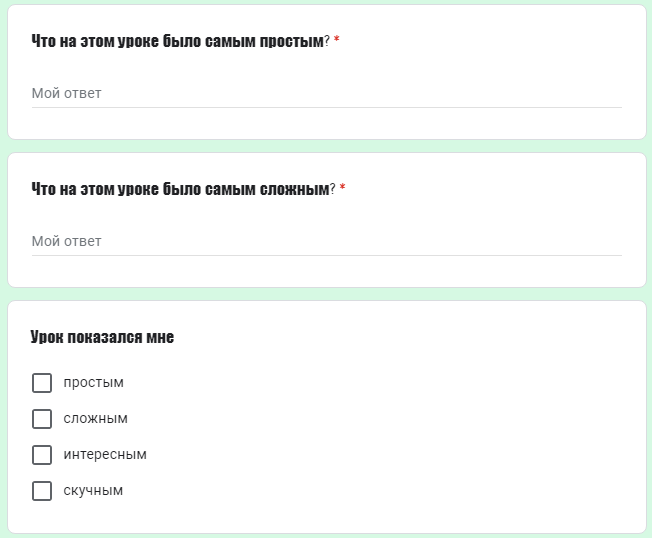 Что на этом уроке было самым простым? *
Мой ответ
Что на этом уроке было самым сложным? *
Мой ответ
Урок показался мне
простым
сложным
интересным
скучным